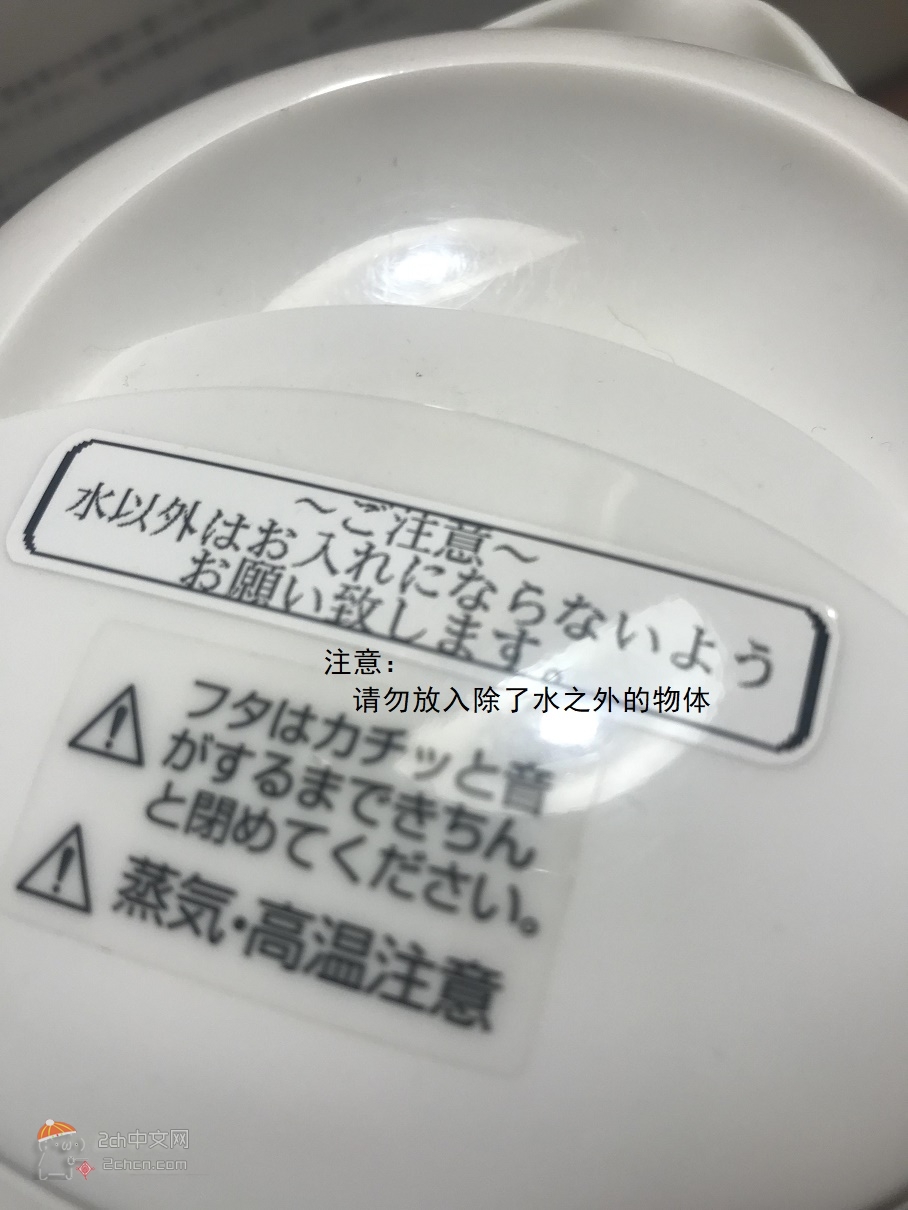 ～ご注意～
水以外はお入れにならないよう
お願い致します。
注意：
请勿放入除了水之外的物体
フタはカチッと音
がするまできちん
と閉めてください。
蒸気・高温注意
2ch中文网
2chcn.com